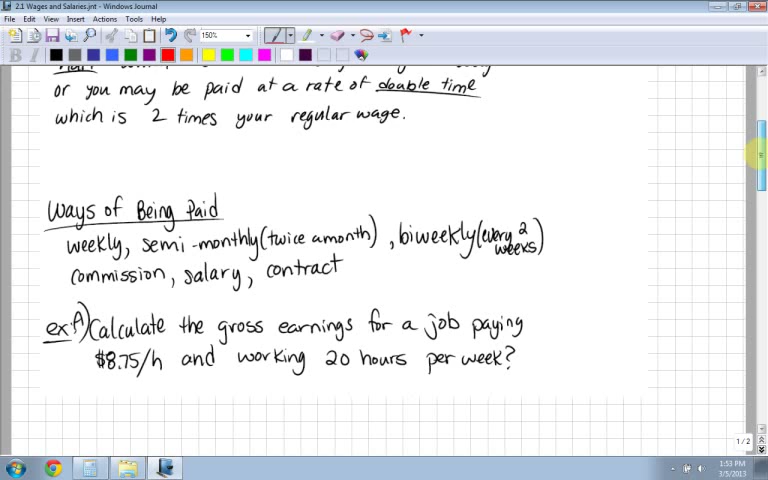 2.1 Wages and Salaries.jnt - Windows Journal
File Edit View Insert Actions Tools Help
150%
B I
or you may be paid at a rate of double time
which is 2 times your regular wage.
Ways of Being Paid
weekly, semi-monthly (twice a month), biweekly (every 2 weeks)
commission, salary, contract
ex: A) Calculate the gross earnings for a job paying
$8.75/h and working 20 hours per week?
1 / 2
1:53 PM
3/5/2013